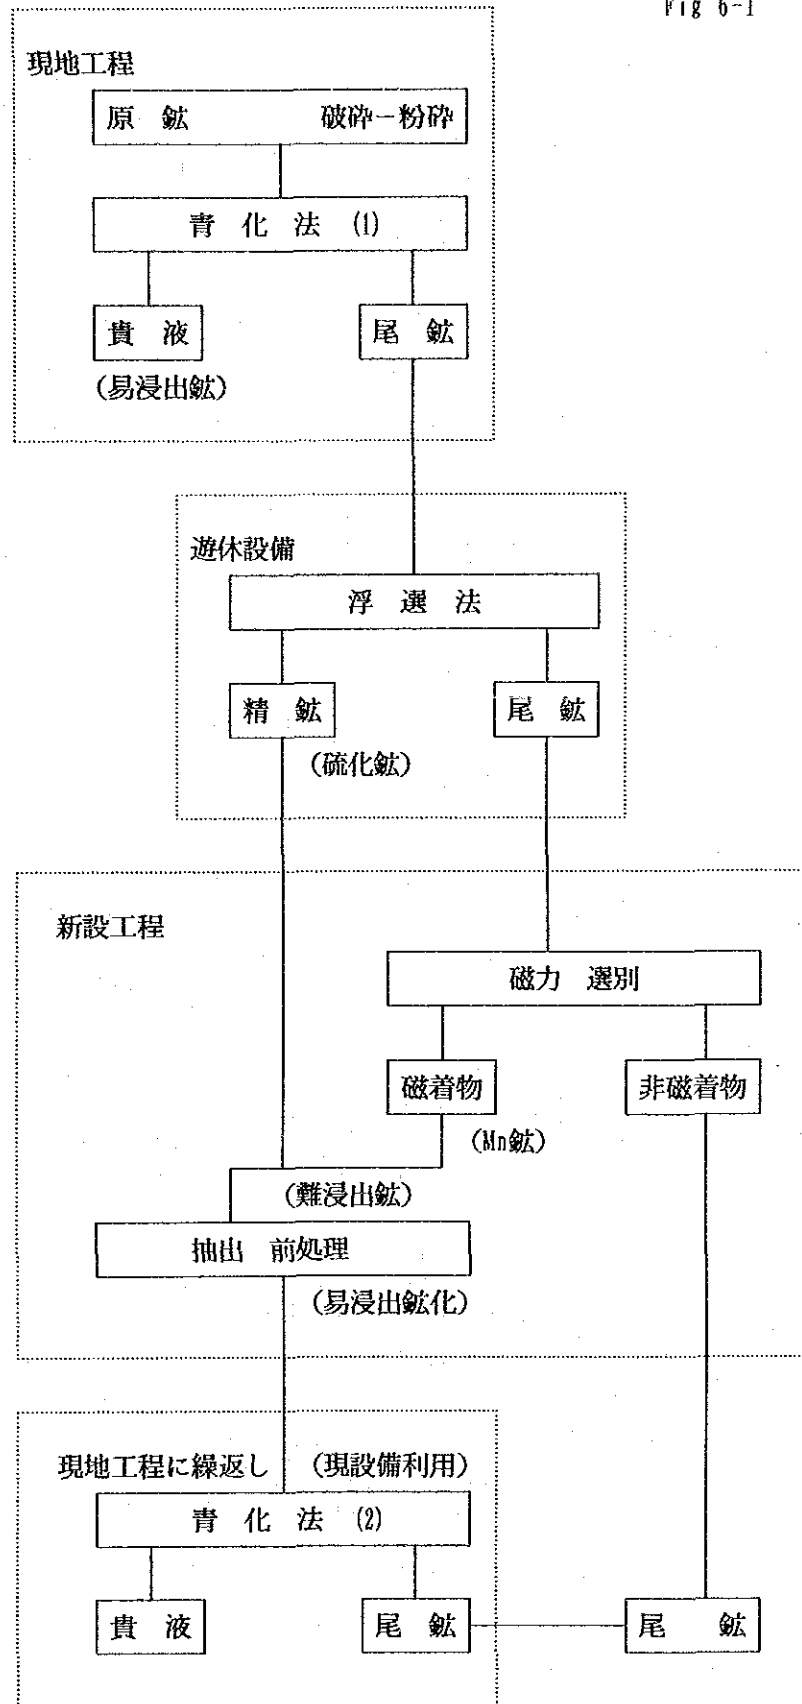 Fig 6-1
現地工程
原 鉱 破砕－粉砕
青 化 法 (1)
貴 液 尾 鉱
(易浸出鉱)
遊休設備
浮 選 法
精 鉱 尾 鉱
(硫化鉱)
新設工程
磁力 選別
磁着物 非磁着物
(Mn鉱)
(難浸出鉱)
抽出 前処理
(易浸出鉱化)
現地工程に繰返し (現設備利用)
青 化 法 (2)
貴 液 尾 鉱 尾 鉱